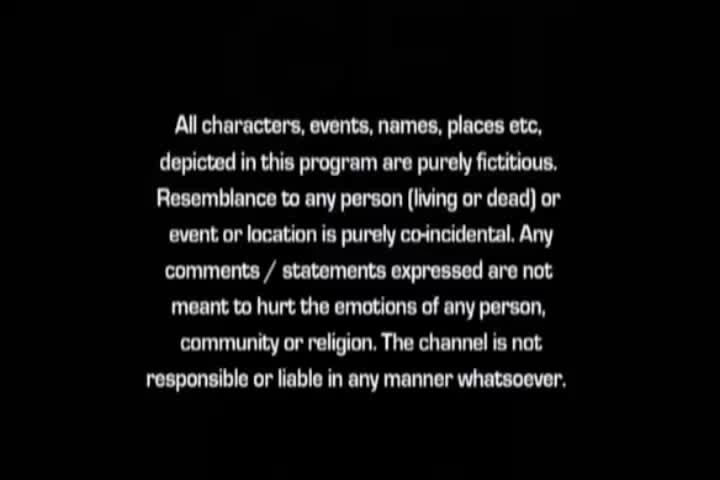 All characters, events, names, places etc,
depicted in this program are purely fictitious.
Resemblance to any person (living or dead) or
event or location is purely co-incidental. Any
comments / statements expressed are not
meant to hurt the emotions of any person,
community or religion. The channel is not
responsible or liable in any manner whatsoever.